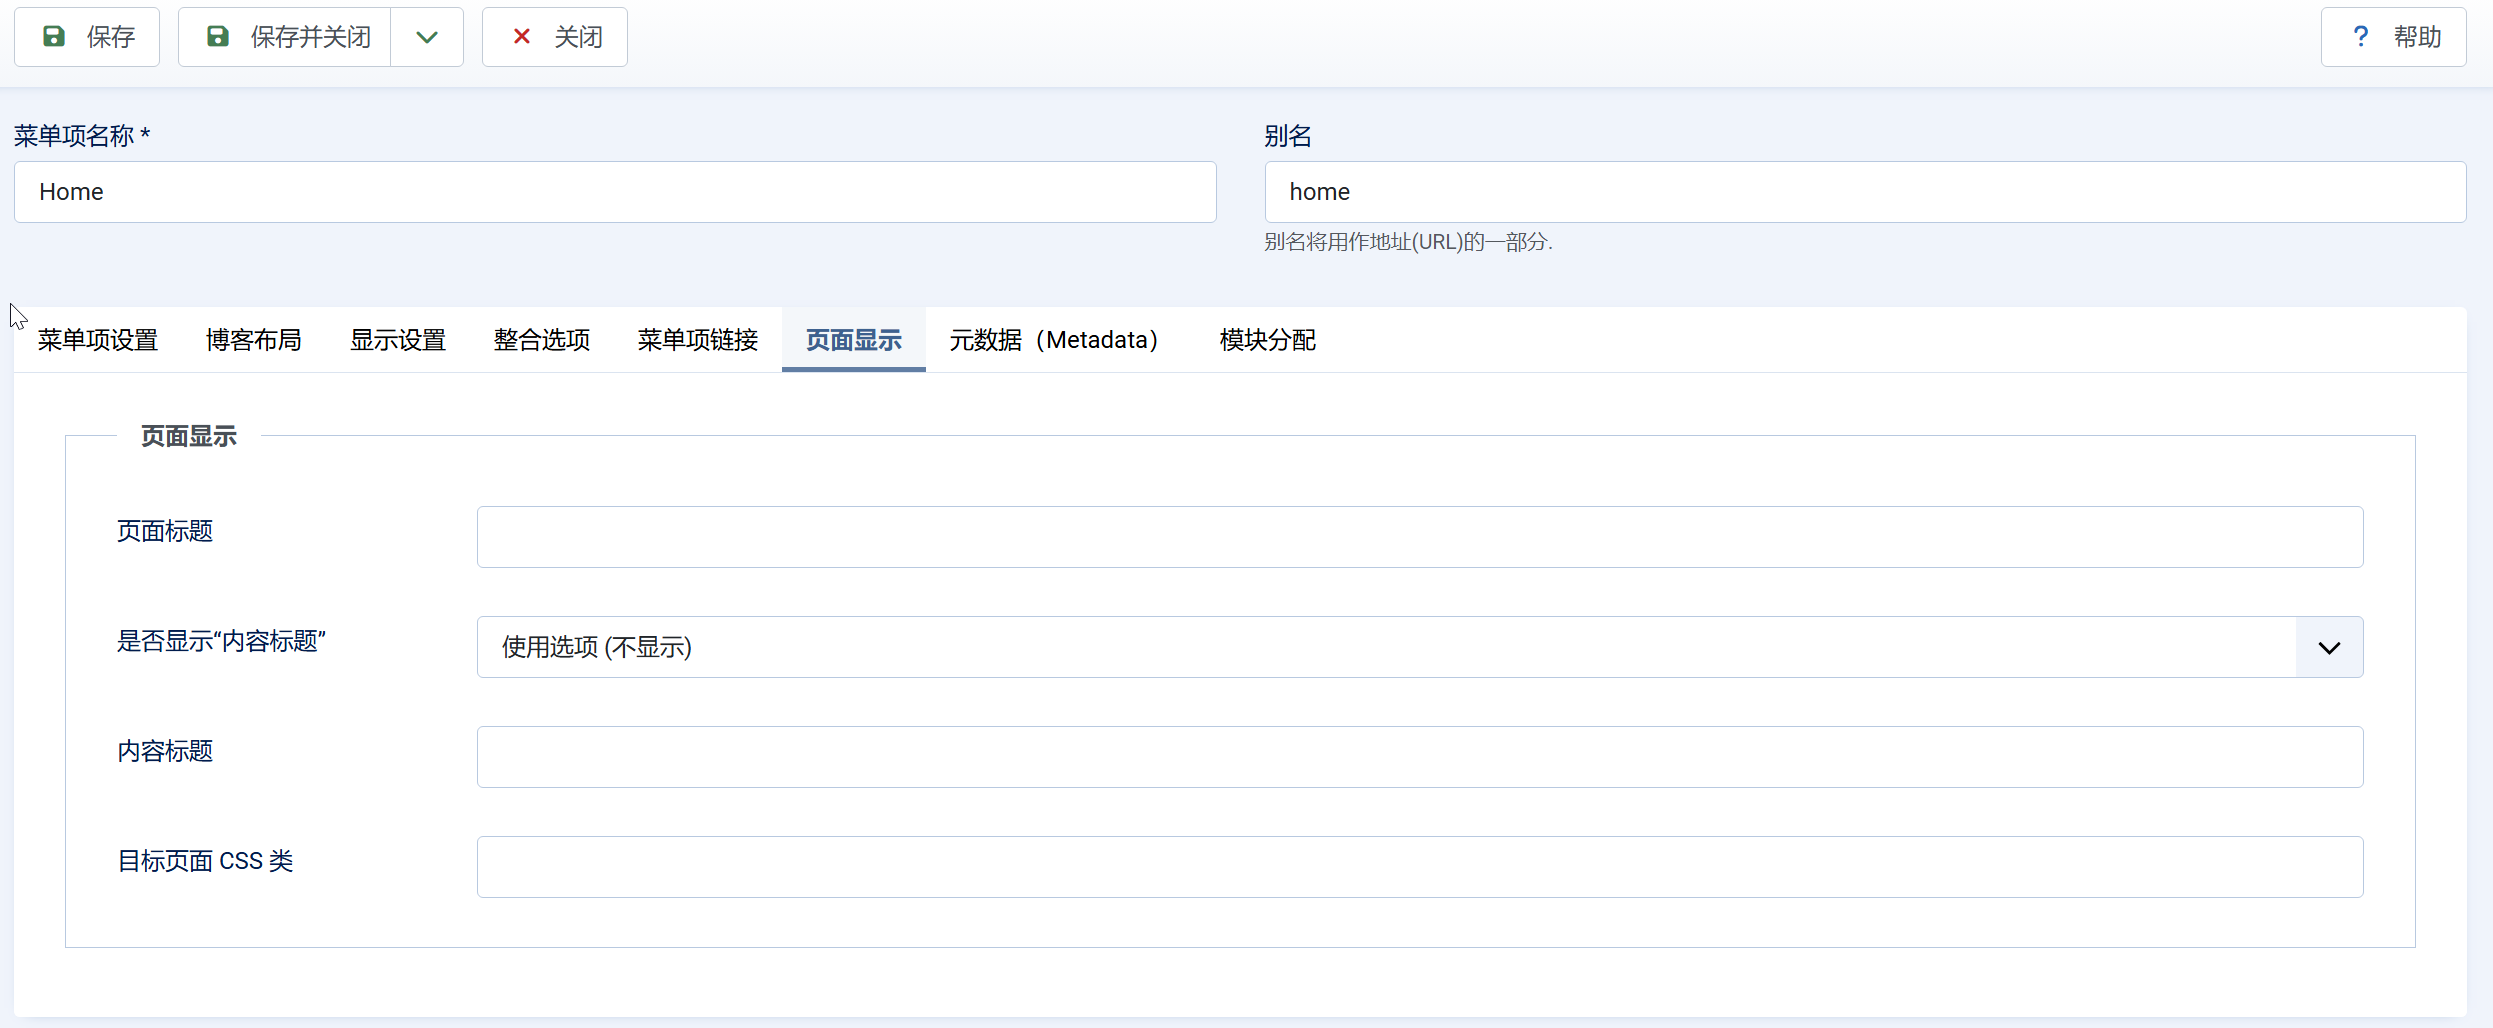 保存
保存并关闭
关闭
? 帮助
菜单项名称 *
别名
Home
home
别名将用作地址(URL)的一部分.
菜单项设置 博客布局 显示设置 整合选项 菜单项链接 页面显示 元数据（Metadata） 模块分配
页面显示
页面标题
是否显示“内容标题” 使用选项 (不显示)
内容标题
目标页面 CSS 类